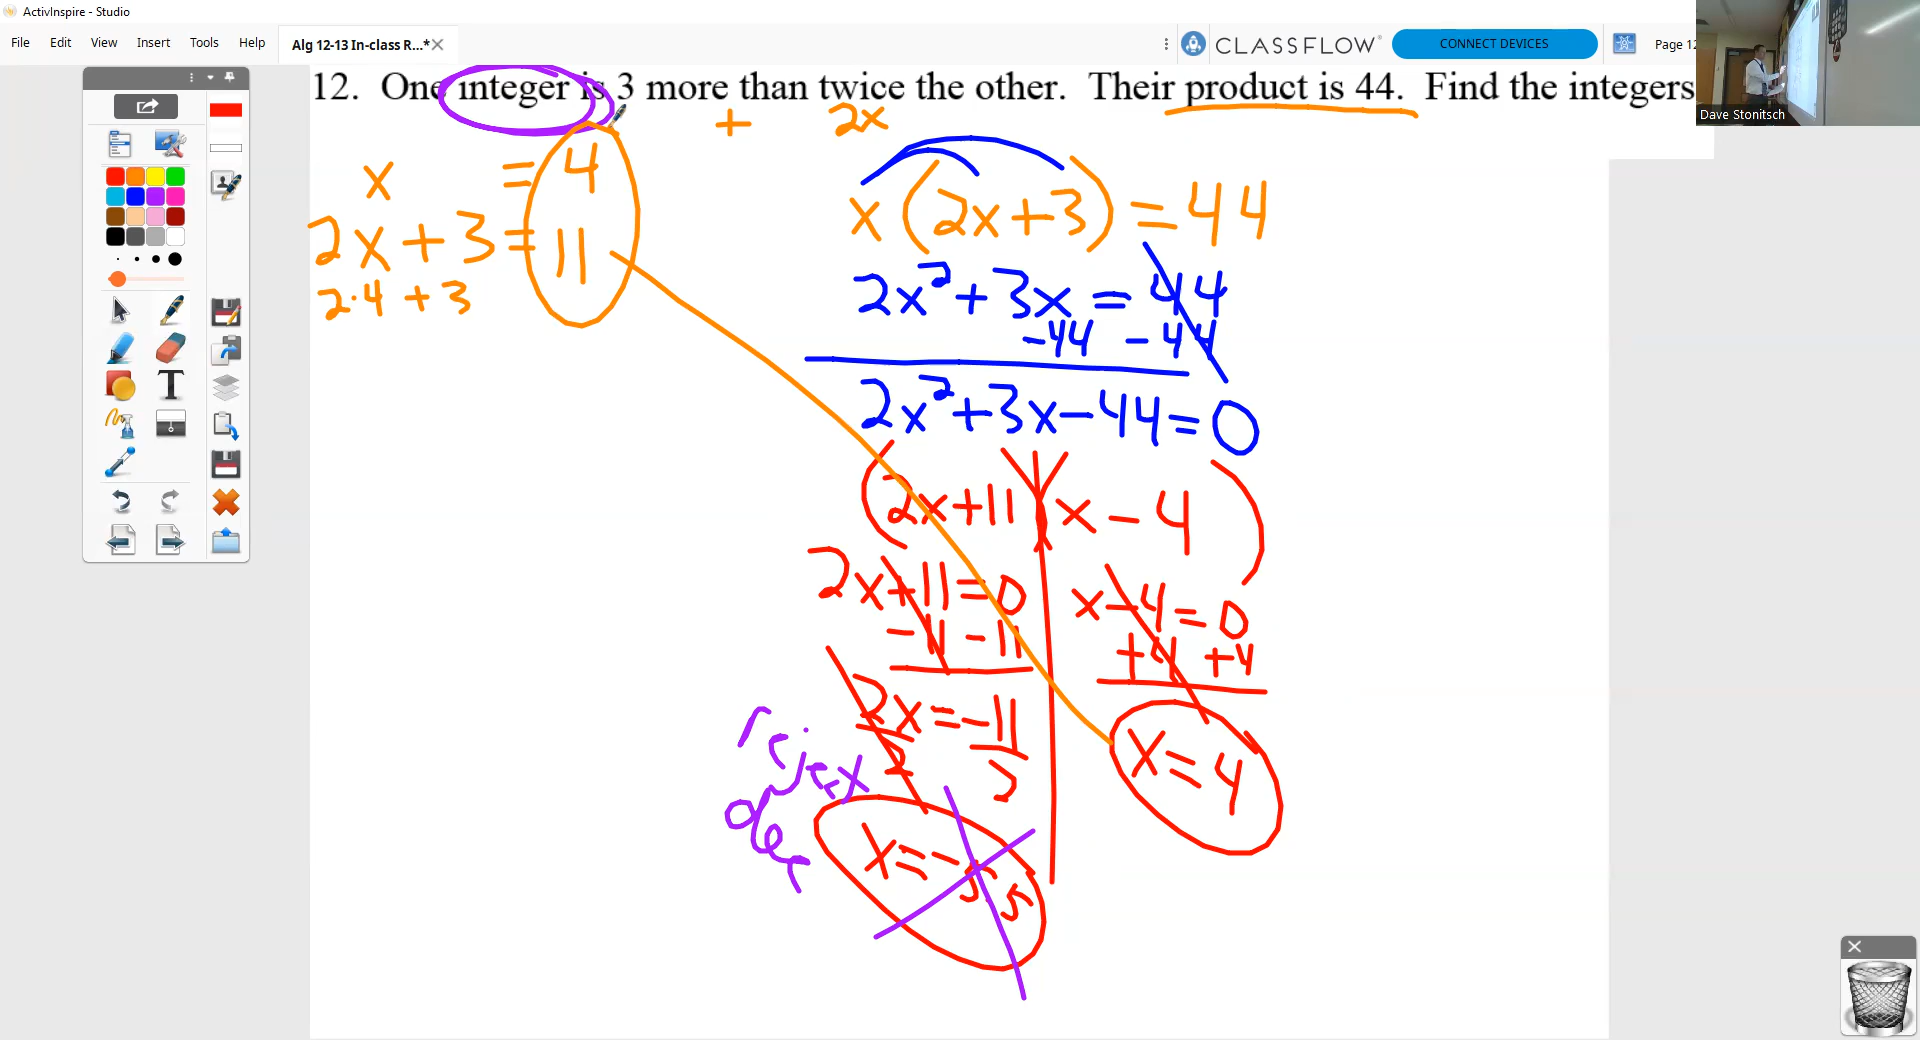 ActivInspire - Studio
File Edit View Insert Tools Help
Alg 12-13 In-class R...*
CLASSFLOW
CONNECT DEVICES
Page 12
Dave Stonitsch
12. One integer is 3 more than twice the other. Their product is 44. Find the integers
+ 2x
x = 4
2x + 3 = 11
2·4 + 3
x (2x+3) = 44
2x² + 3x = 44
-44 -44
2x² + 3x - 44 = 0
(2x+11)(x-4)
2x+11=0
-11 -11
2x = -11
2 2
x = -5.5
x-4=0
+4 +4
x = 4
reject